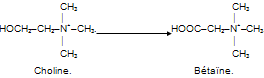 CH₃ CH₃
HOCH₂–CH₂–N⁺–CH₃. HOOC–CH₂–N⁺–CH₃.
CH₃ CH₃
Choline. Bétaïne.